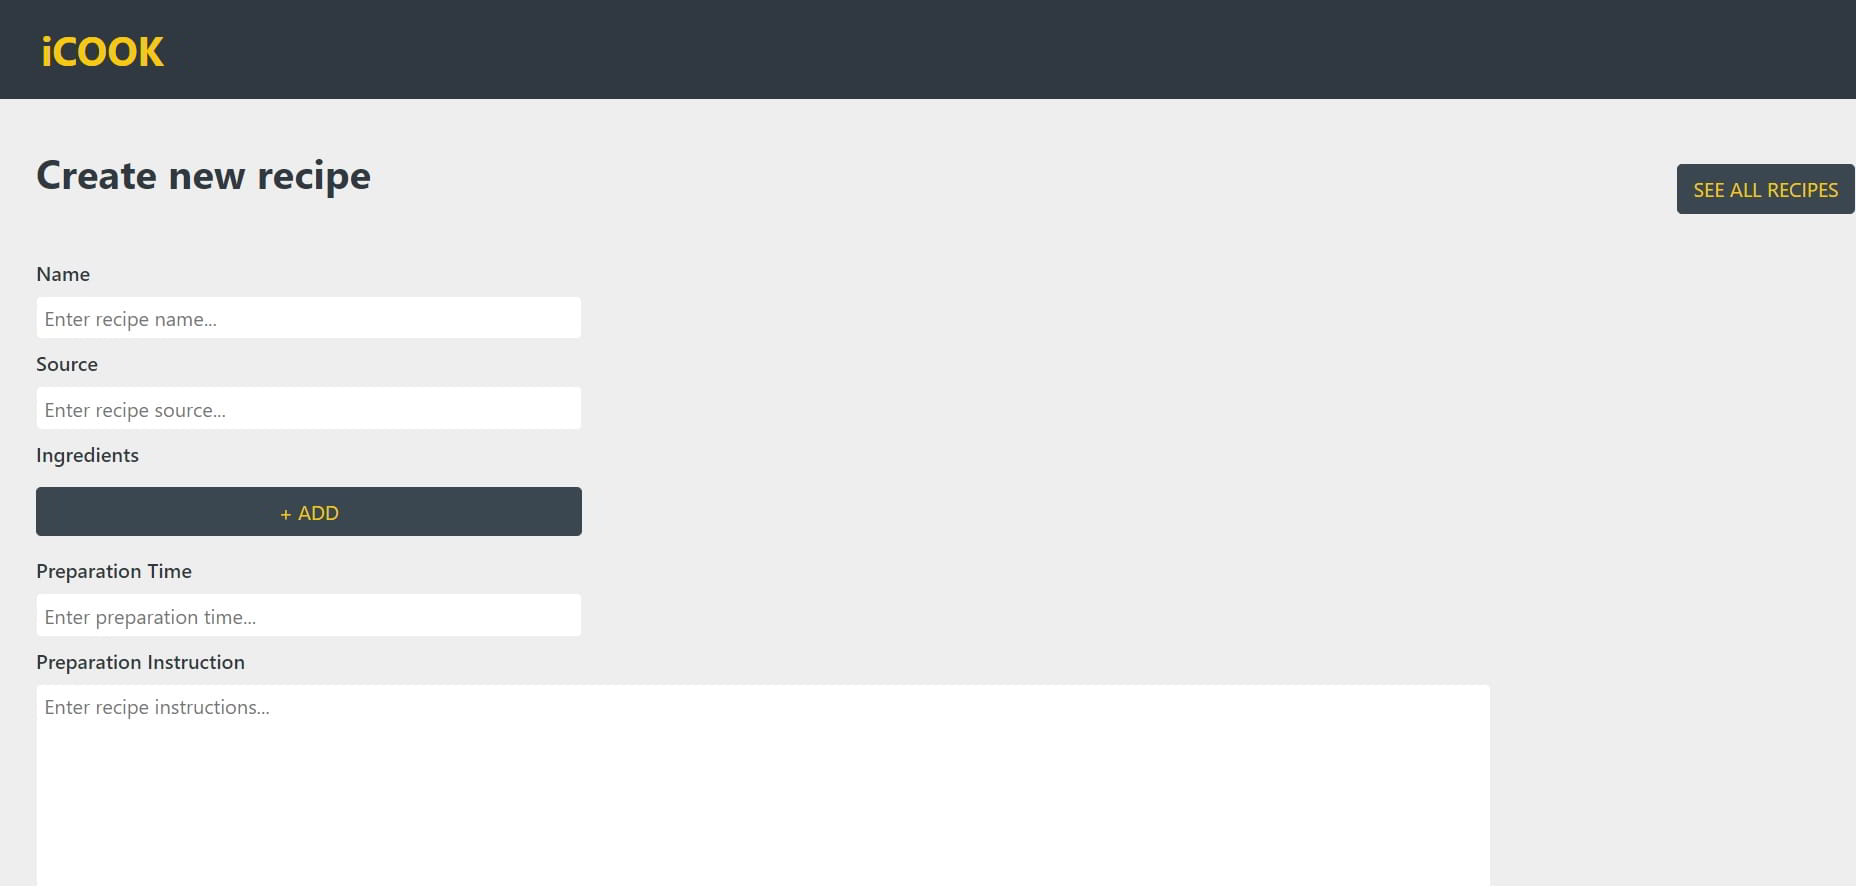 iCOOK
Create new recipe
SEE ALL RECIPES
Name
Enter recipe name...
Source
Enter recipe source...
Ingredients
+ ADD
Preparation Time
Enter preparation time...
Preparation Instruction
Enter recipe instructions...